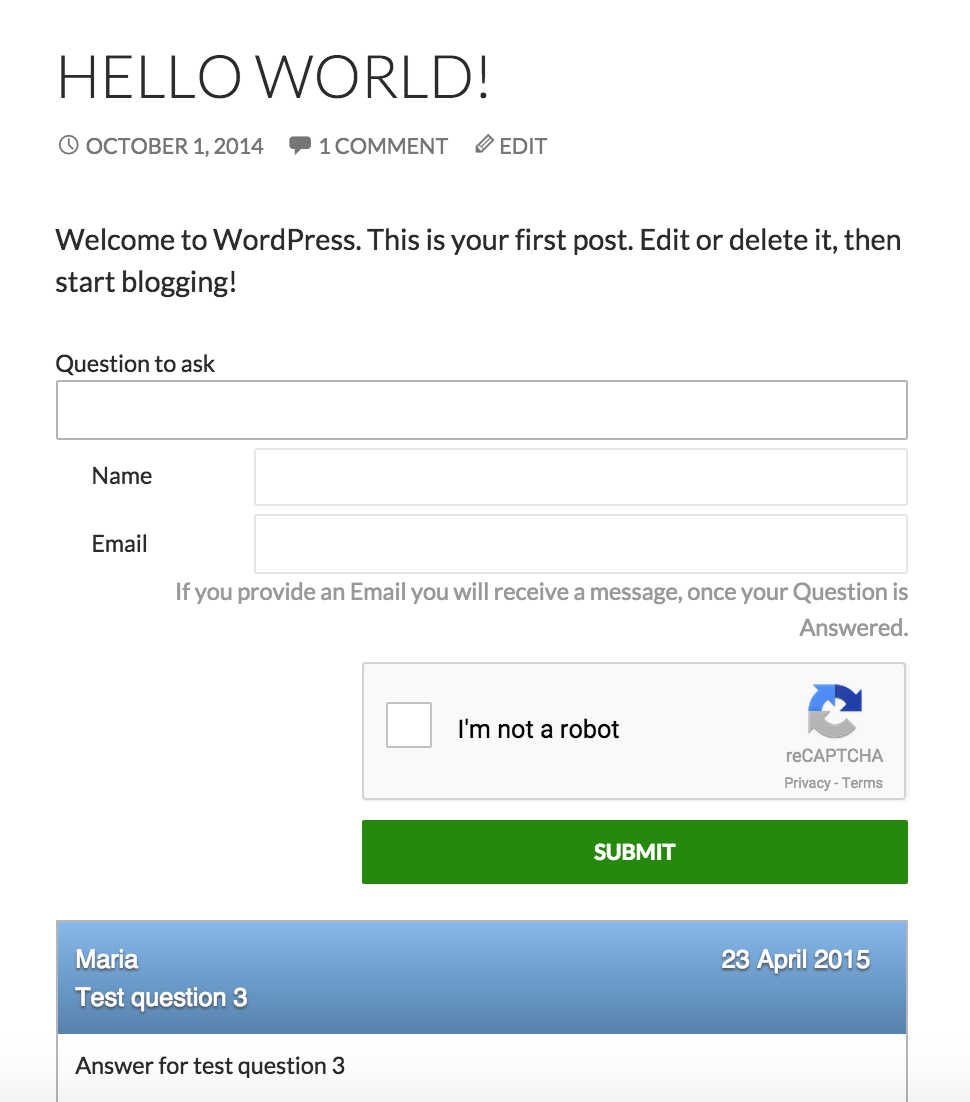 HELLO WORLD!
OCTOBER 1, 2014 1 COMMENT EDIT
Welcome to WordPress. This is your first post. Edit or delete it, then
start blogging!
Question to ask
Name
Email
If you provide an Email you will receive a message, once your Question is
Answered.
I'm not a robot
reCAPTCHA
Privacy - Terms
SUBMIT
Maria 23 April 2015
Test question 3
Answer for test question 3